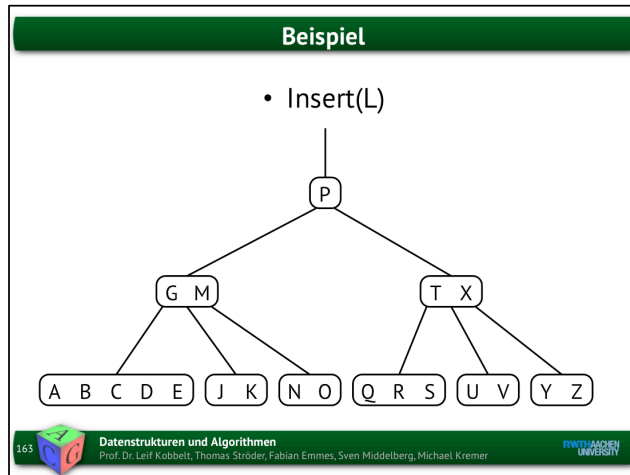 Beispiel
• Insert(L)
P
G M
T X
A B C D E
J K
N O
Q R S
U V
Y Z
163
A
C G
Datenstrukturen und Algorithmen
Prof. Dr. Leif Kobbelt, Thomas Ströder, Fabian Emmes, Sven Middelberg, Michael Kremer
RWTHAACHEN
UNIVERSITY